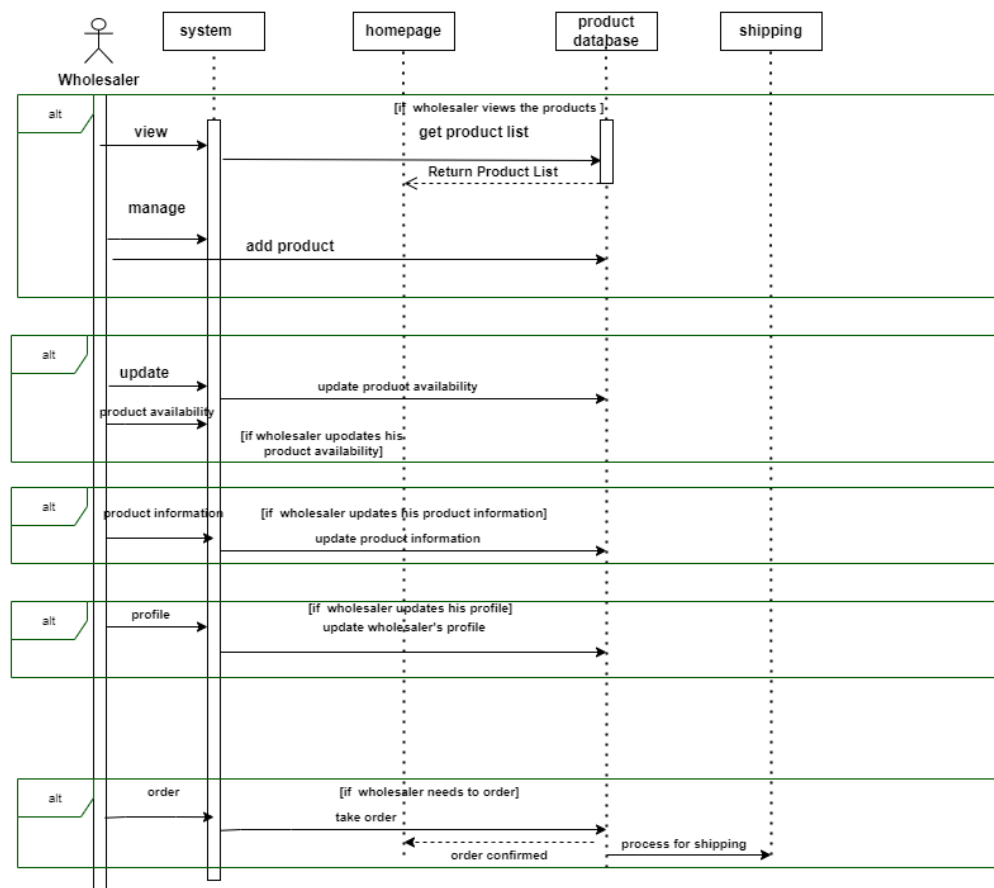 system
homepage
product
database
shipping
Wholesaler
alt
[if wholesaler views the products ]
view
get product list
Return Product List
manage
add product
alt
update
update product availability
product availability
[if wholesaler upodates his
product availability]
alt
product information
[if wholesaler updates his product information]
update product information
alt
profile
[if wholesaler updates his profile]
update wholesaler's profile
alt
order
[if wholesaler needs to order]
take order
process for shipping
order confirmed